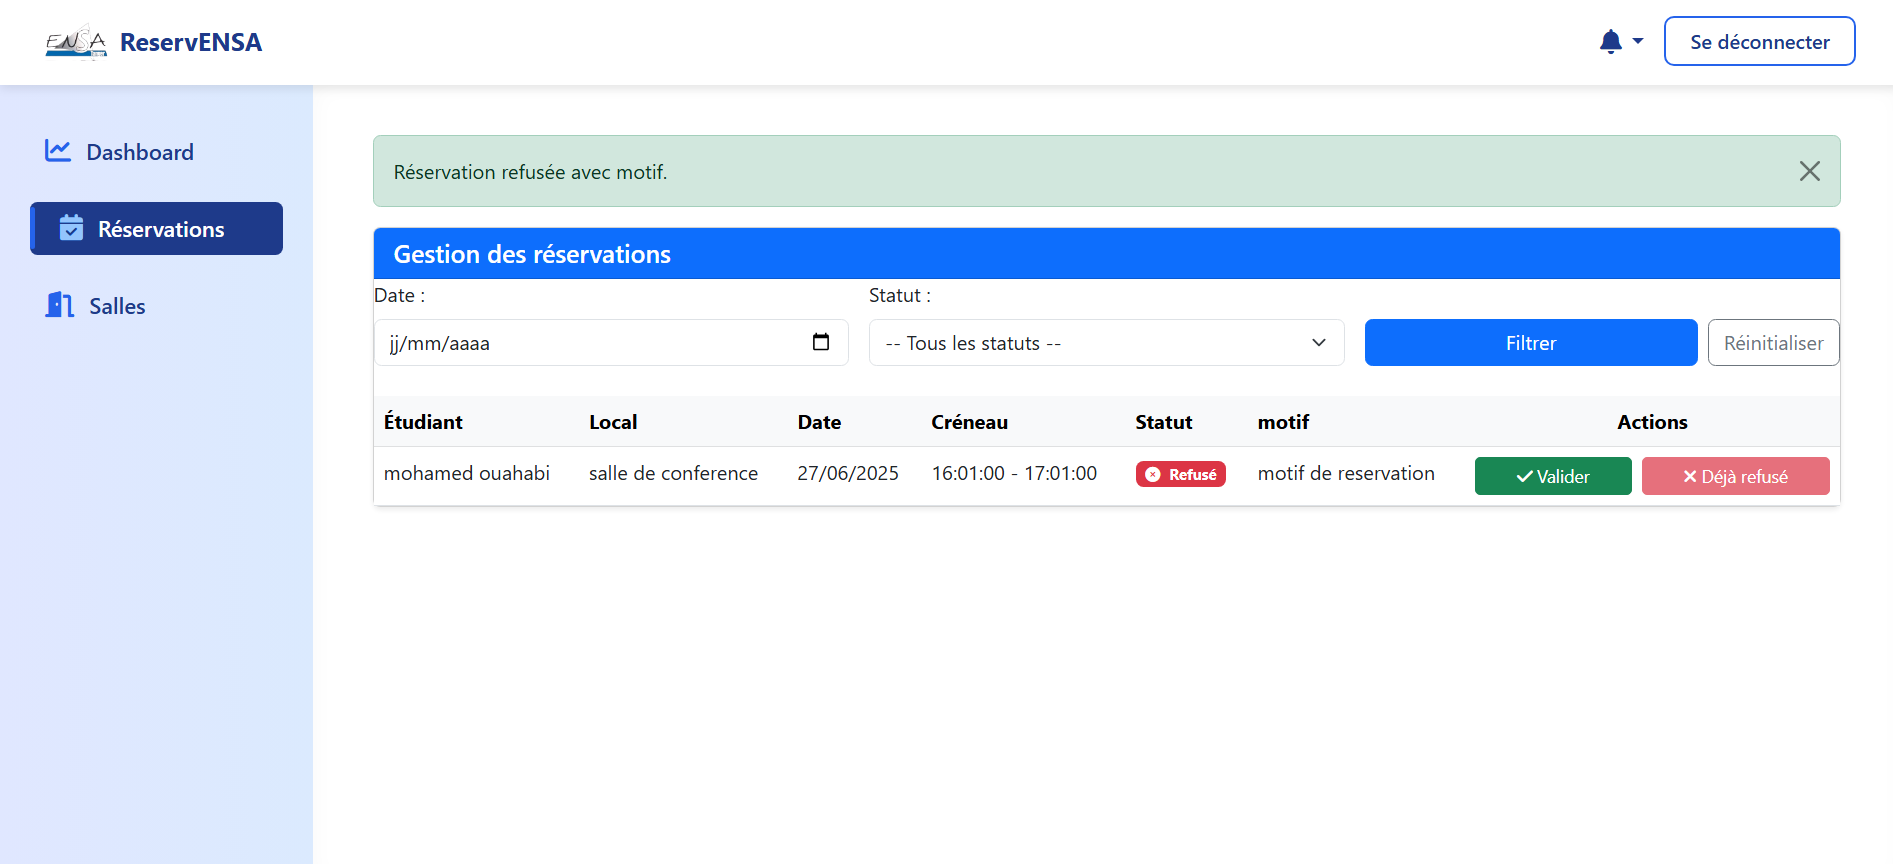 ENSA
ReservENSA
Se déconnecter
Dashboard
Réservations
Salles
Réservation refusée avec motif.
Gestion des réservations
Date :
Statut :
jj/mm/aaaa
-- Tous les statuts --
Filtrer
Réinitialiser
Étudiant Local Date Créneau Statut motif Actions
mohamed ouahabi salle de conference 27/06/2025 16:01:00 - 17:01:00 Refusé motif de reservation Valider Déjà refusé